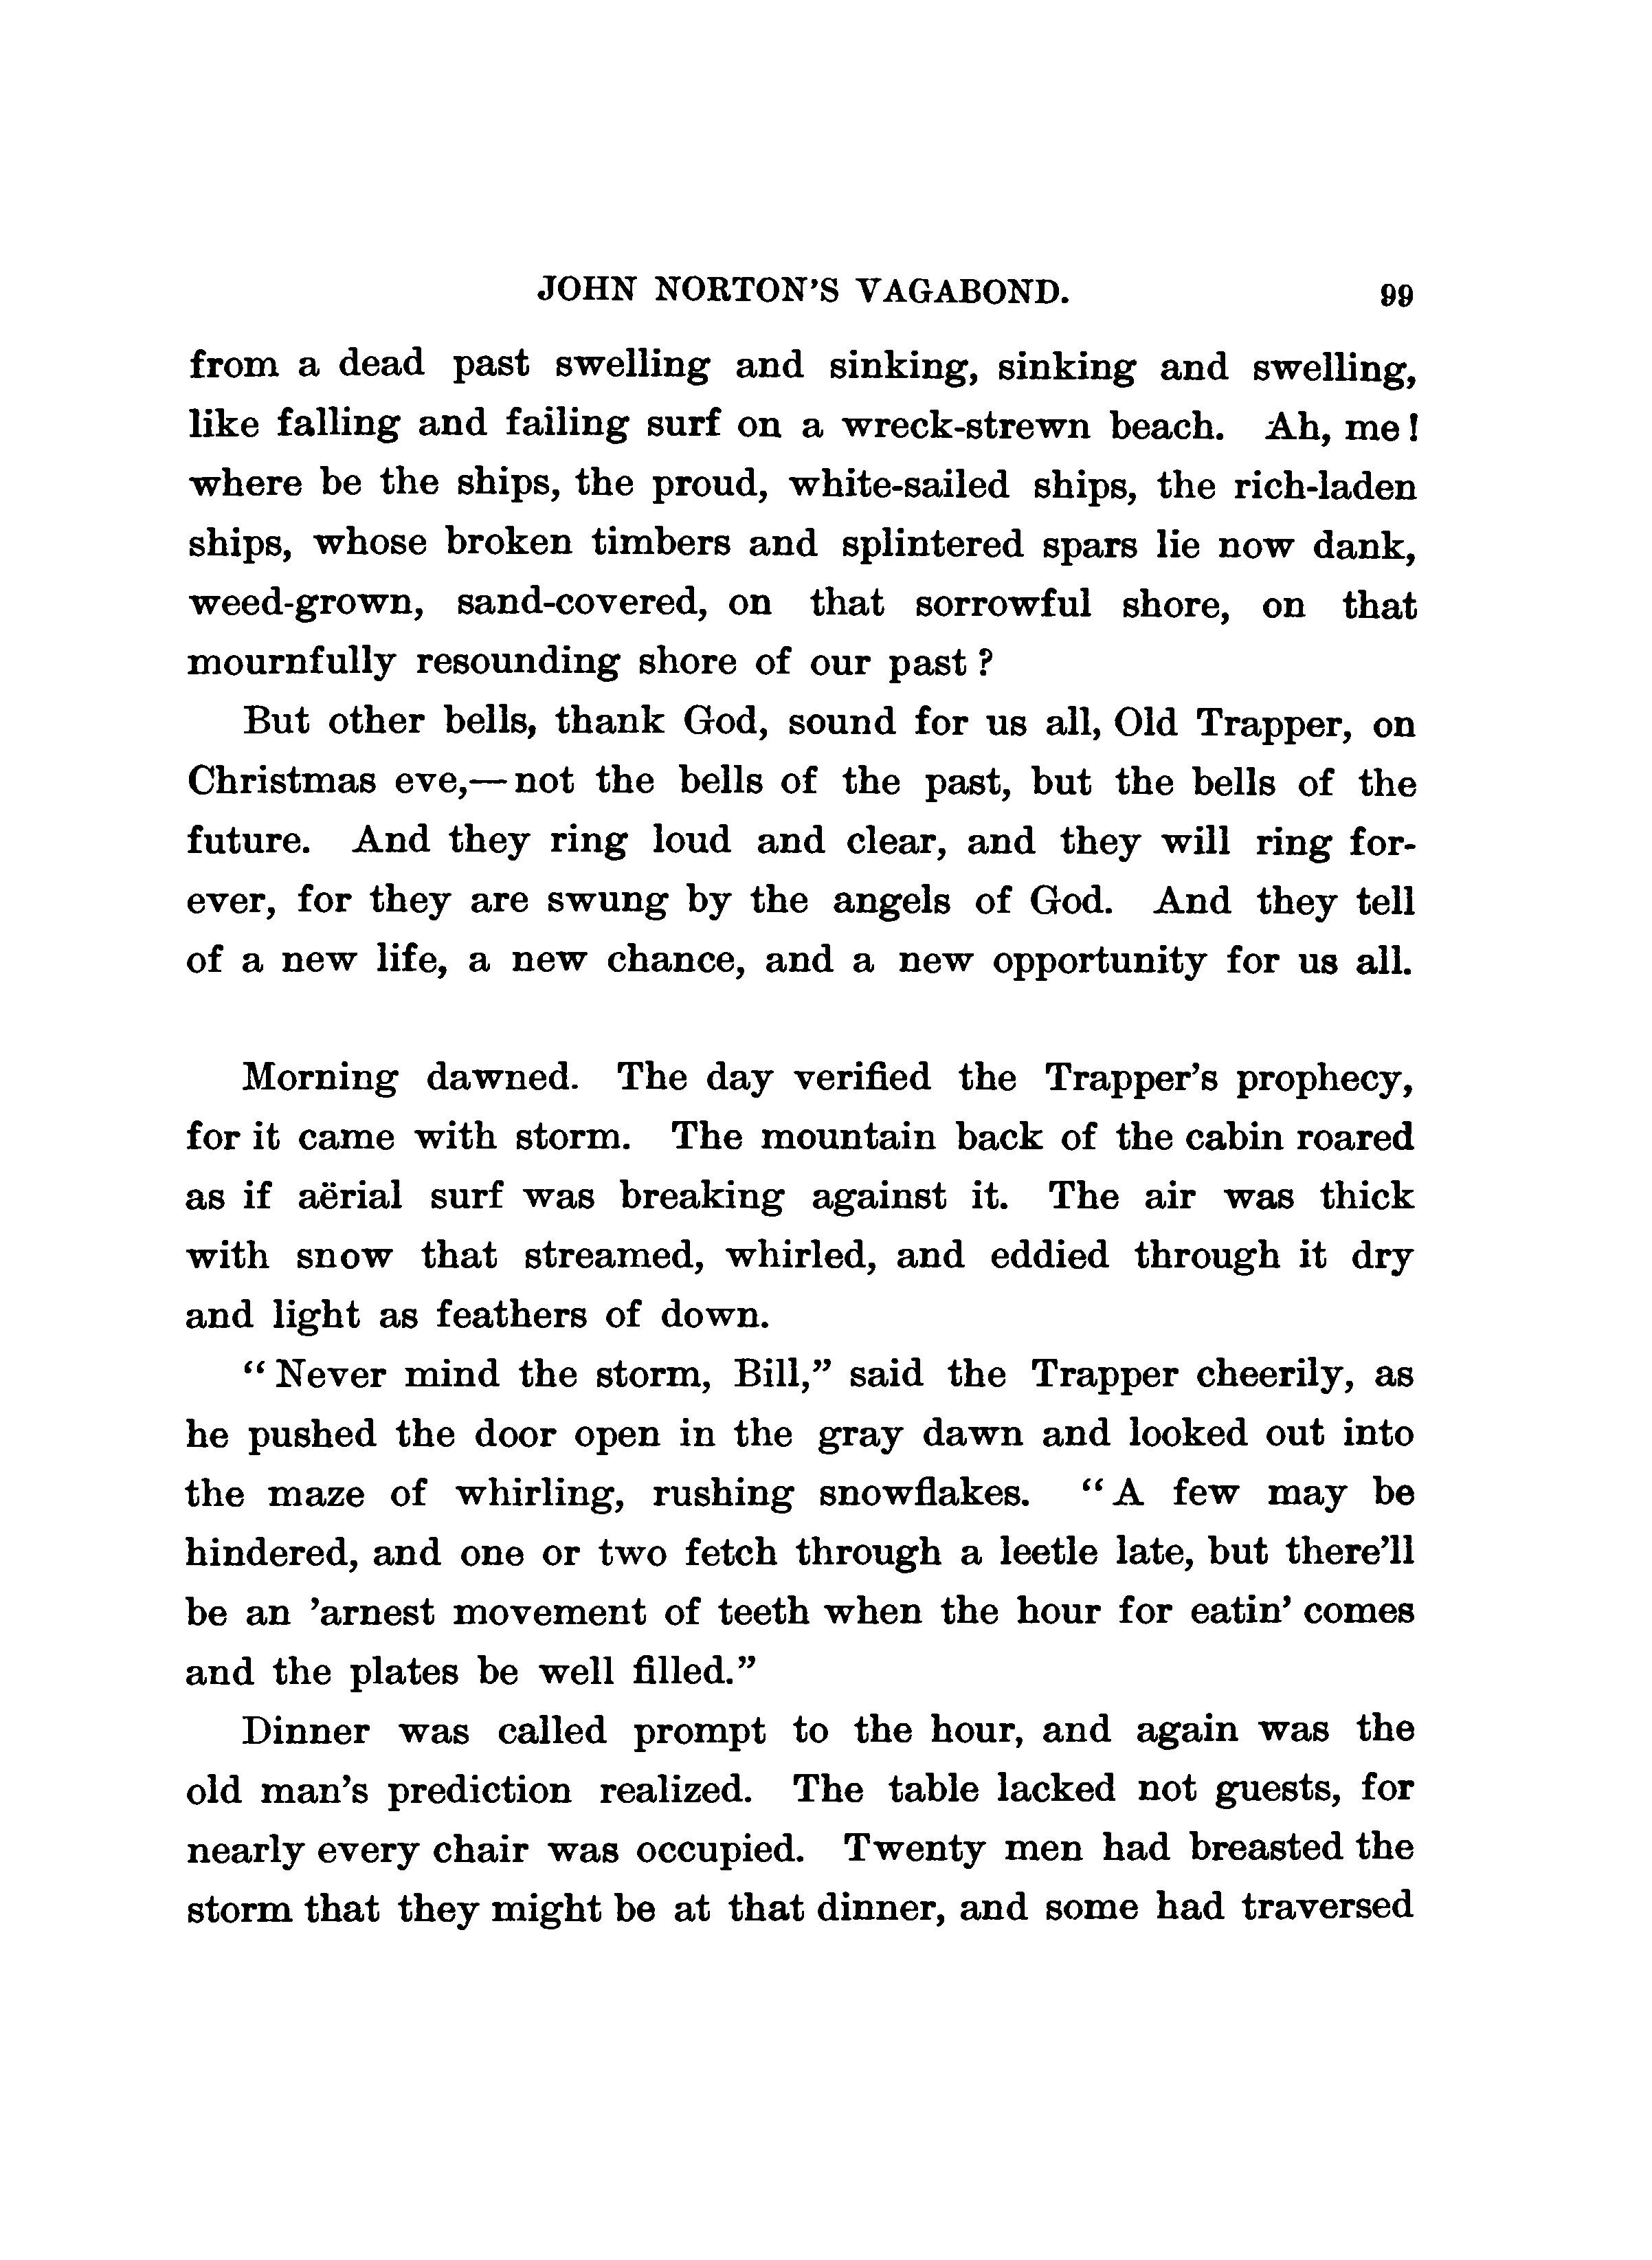 JOHN NORTON'S VAGABOND. 99
from a dead past swelling and sinking, sinking and swelling,
like falling and failing surf on a wreck-strewn beach. Ah, me!
where be the ships, the proud, white-sailed ships, the rich-laden
ships, whose broken timbers and splintered spars lie now dank,
weed-grown, sand-covered, on that sorrowful shore, on that
mournfully resounding shore of our past?
But other bells, thank God, sound for us all, Old Trapper, on
Christmas eve,—not the bells of the past, but the bells of the
future. And they ring loud and clear, and they will ring for-
ever, for they are swung by the angels of God. And they tell
of a new life, a new chance, and a new opportunity for us all.
Morning dawned. The day verified the Trapper's prophecy,
for it came with storm. The mountain back of the cabin roared
as if aërial surf was breaking against it. The air was thick
with snow that streamed, whirled, and eddied through it dry
and light as feathers of down.
“Never mind the storm, Bill,” said the Trapper cheerily, as
he pushed the door open in the gray dawn and looked out into
the maze of whirling, rushing snowflakes. “A few may be
hindered, and one or two fetch through a leetle late, but there'll
be an ’arnest movement of teeth when the hour for eatin’ comes
and the plates be well filled.”
Dinner was called prompt to the hour, and again was the
old man's prediction realized. The table lacked not guests, for
nearly every chair was occupied. Twenty men had breasted the
storm that they might be at that dinner, and some had traversed